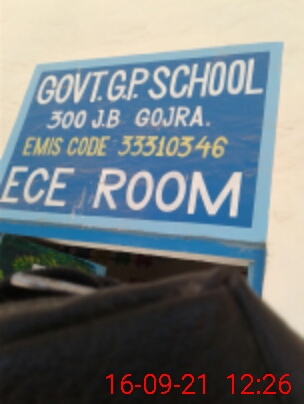 GOVT. G.P SCHOOL
300 J.B GOJRA.
EMIS CODE 33310346
ECE ROOM
16-09-21 12:26